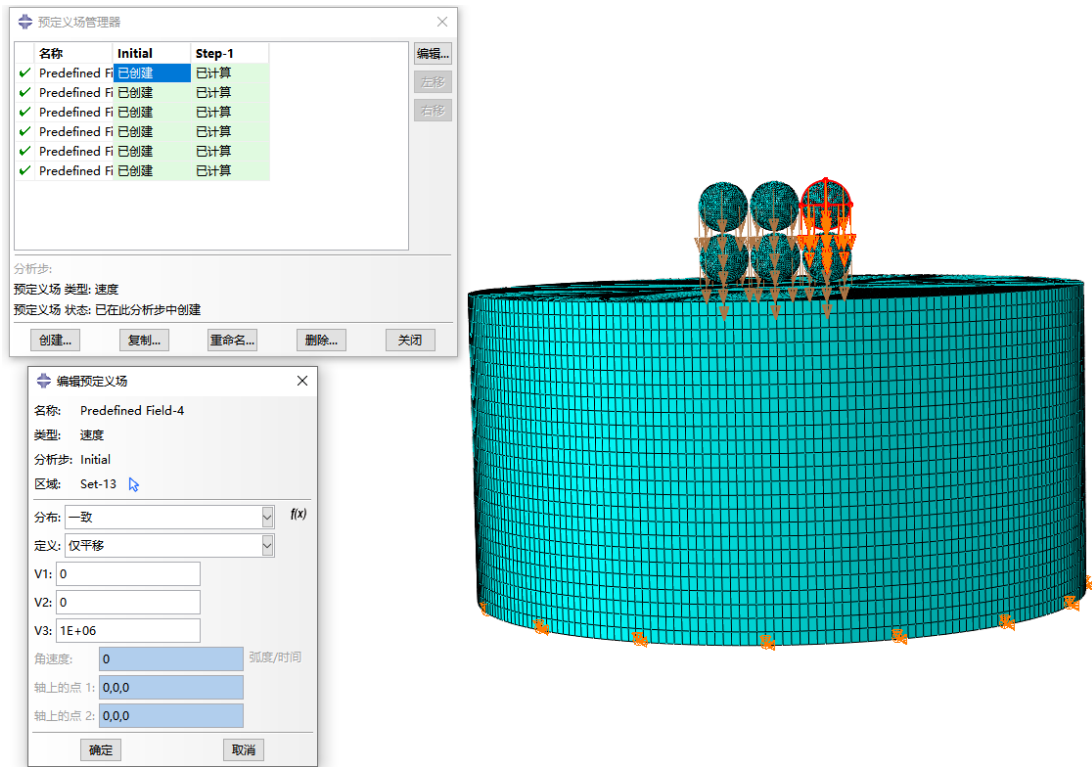 预定义场管理器
名称 Initial Step-1 编辑...
Predefined Fi 已创建 已计算 左移
Predefined Fi 已创建 已计算
Predefined Fi 已创建 已计算 右移
Predefined Fi 已创建 已计算
Predefined Fi 已创建 已计算
Predefined Fi 已创建 已计算
分析步:
预定义场 类型: 速度
预定义场 状态: 已在此分析步中创建
创建... 复制... 重命名... 删除... 关闭
编辑预定义场
名称: Predefined Field-4
类型: 速度
分析步: Initial
区域: Set-13
分布: 一致 f(x)
定义: 仅平移
V1: 0
V2: 0
V3: 1E+06
角速度: 0 弧度/时间
轴上的点 1: 0,0,0
轴上的点 2: 0,0,0
确定 取消